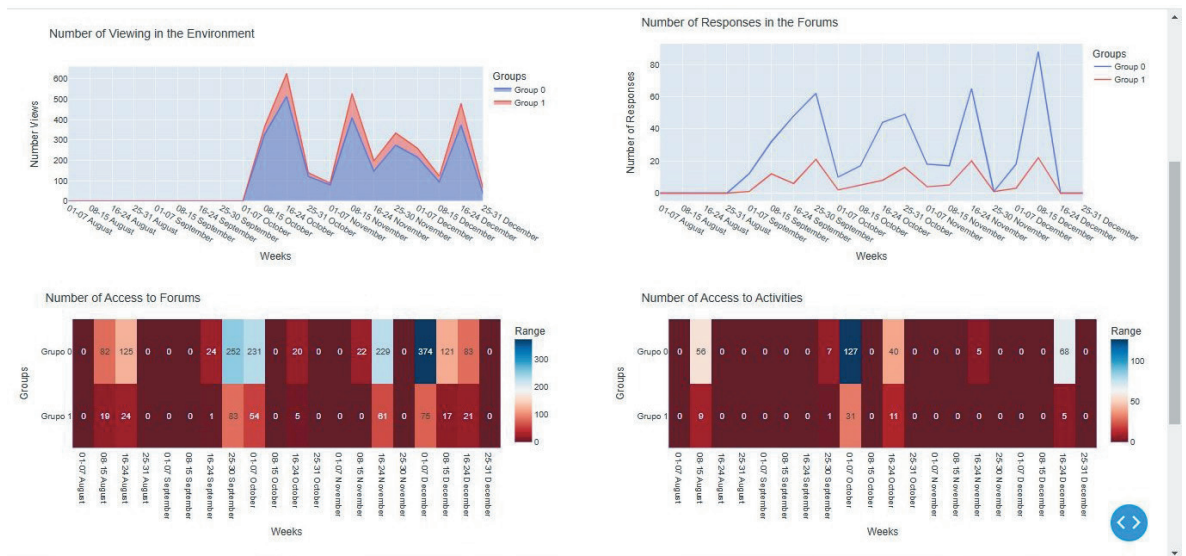 Number of Viewing in the Environment
Number Views
600
500
400
300
200
100
0
01-07 August
08-15 August
16-24 August
25-31 August
01-07 September
08-15 September
16-24 September
25-30 September
01-07 October
08-15 October
16-24 October
25-31 October
01-07 November
08-15 November
16-24 November
25-30 November
01-07 December
08-15 December
16-24 December
25-31 December
Weeks
Groups
Group 0
Group 1
Number of Responses in the Forums
Number of Responses
80
60
40
20
0
01-07 August
08-15 August
16-24 August
25-31 August
01-07 September
08-15 September
16-24 September
25-30 September
01-07 October
08-15 October
16-24 October
25-31 October
01-07 November
08-15 November
16-24 November
25-30 November
01-07 December
08-15 December
16-24 December
25-31 December
Weeks
Groups
Group 0
Group 1
Number of Access to Forums
Groups
Grupo 0 0 82 125 0 0 0 24 252 231 0 20 0 0 22 229 0 374 121 83 0
Grupo 1 0 19 24 0 0 0 1 83 54 0 5 0 0 0 61 0 75 17 21 0
01-07 August
08-15 August
16-24 August
25-31 August
01-07 September
08-15 September
16-24 September
25-30 September
01-07 October
08-15 October
16-24 October
25-31 October
01-07 November
08-15 November
16-24 November
25-30 November
01-07 December
08-15 December
16-24 December
25-31 December
Weeks
Range
300
200
100
0
Number of Access to Activities
Groups
Grupo 0 0 56 0 0 0 0 0 7 127 0 40 0 0 0 5 0 0 0 68 0
Grupo 1 0 9 0 0 0 0 0 1 31 0 11 0 0 0 0 0 0 0 5 0
01-07 August
08-15 August
16-24 August
25-31 August
01-07 September
08-15 September
16-24 September
25-30 September
01-07 October
08-15 October
16-24 October
25-31 October
01-07 November
08-15 November
16-24 November
25-30 November
01-07 December
08-15 December
16-24 December
25-31 December
Weeks
Range
100
50
0